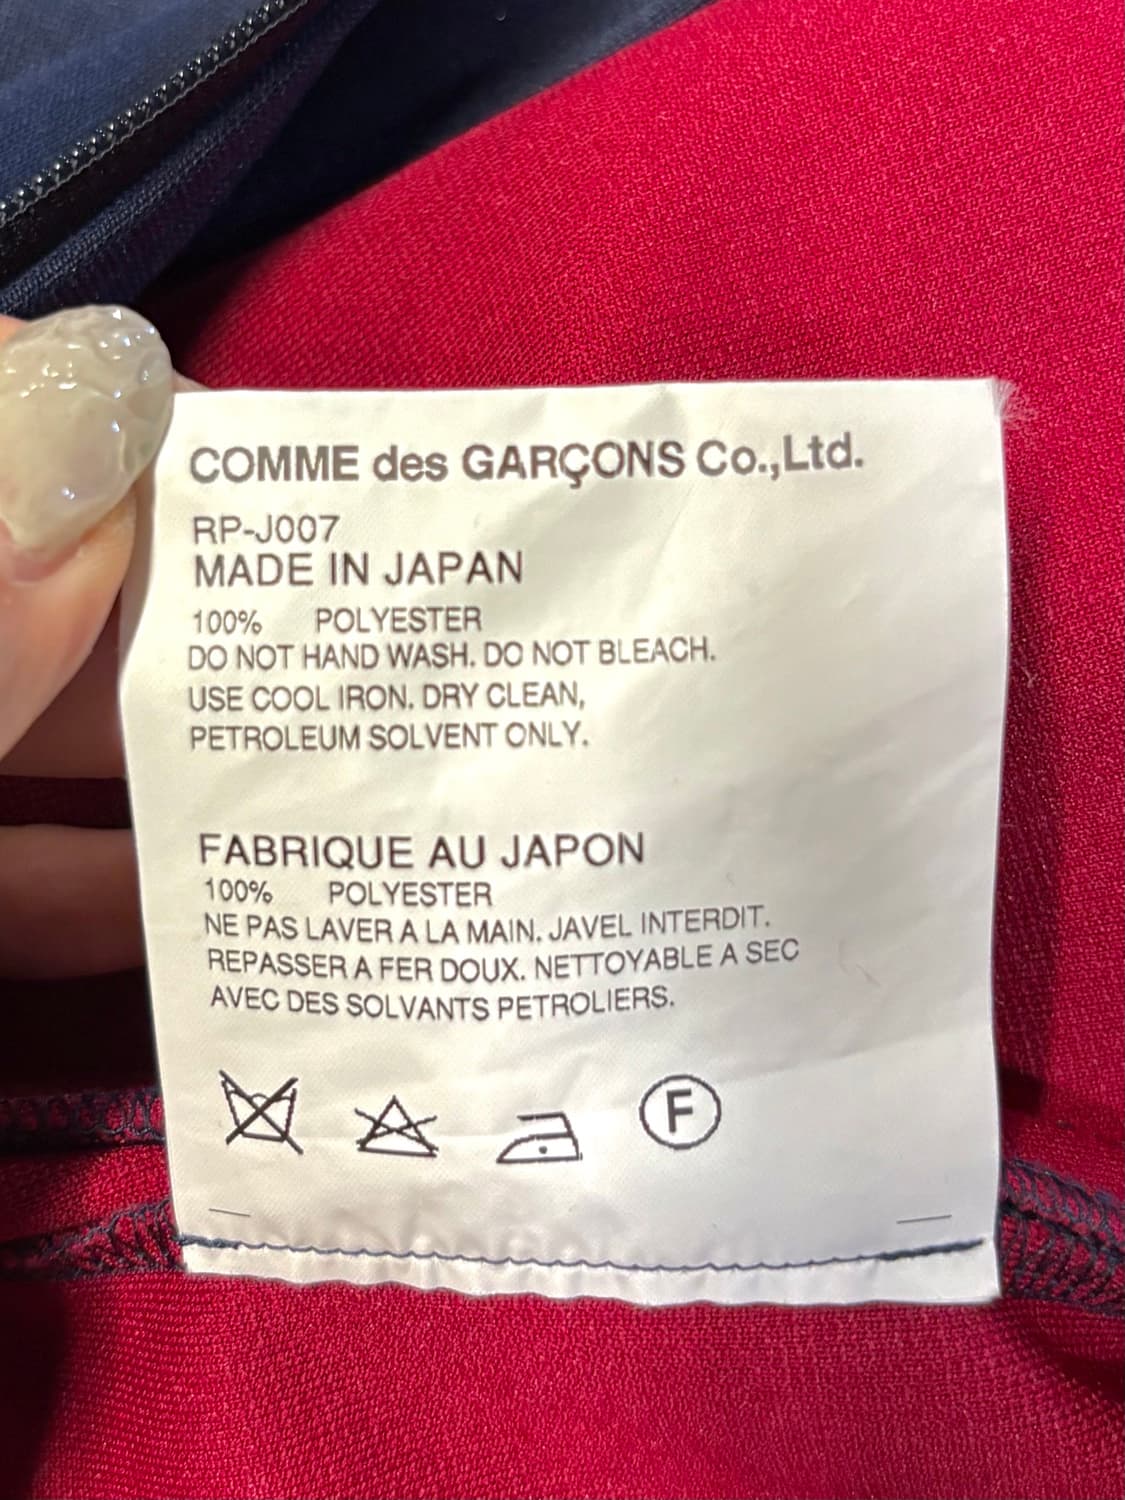 COMME des GARÇONS Co.,Ltd.
RP-J007
MADE IN JAPAN
100% POLYESTER
DO NOT HAND WASH. DO NOT BLEACH.
USE COOL IRON. DRY CLEAN,
PETROLEUM SOLVENT ONLY.
FABRIQUE AU JAPON
100% POLYESTER
NE PAS LAVER A LA MAIN. JAVEL INTERDIT.
REPASSER A FER DOUX. NETTOYABLE A SEC
AVEC DES SOLVANTS PETROLIERS.
F